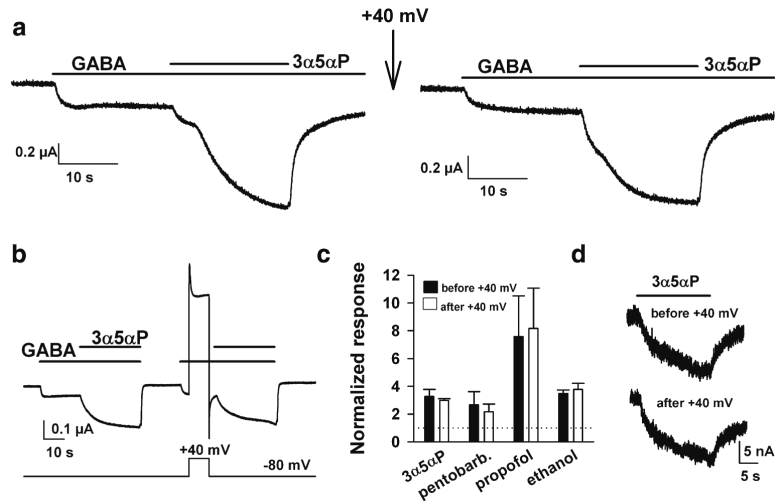 a
+40 mV
GABA
3α5αP
0.2 µA
10 s
GABA
3α5αP
0.2 µA
10 s
b
3α5αP
GABA
0.1 µA
10 s
+40 mV
-80 mV
c
Normalized response
12
10
8
6
4
2
0
before +40 mV
after +40 mV
3α5αP
pentobarb.
propofol
ethanol
d
3α5αP
before +40 mV
after +40 mV
5 nA
5 s